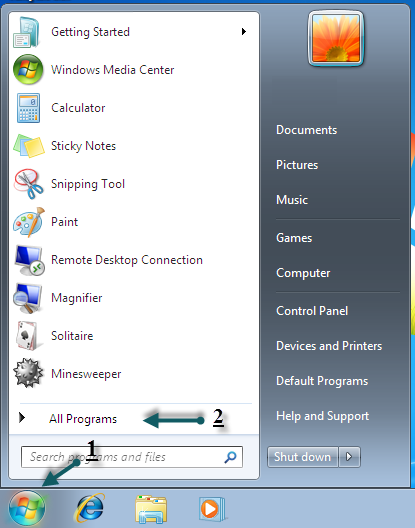 Getting Started
Windows Media Center
Calculator
Sticky Notes
Snipping Tool
Paint
Remote Desktop Connection
Magnifier
Solitaire
Minesweeper
All Programs
2
1
Search programs and files
Documents
Pictures
Music
Games
Computer
Control Panel
Devices and Printers
Default Programs
Help and Support
Shut down